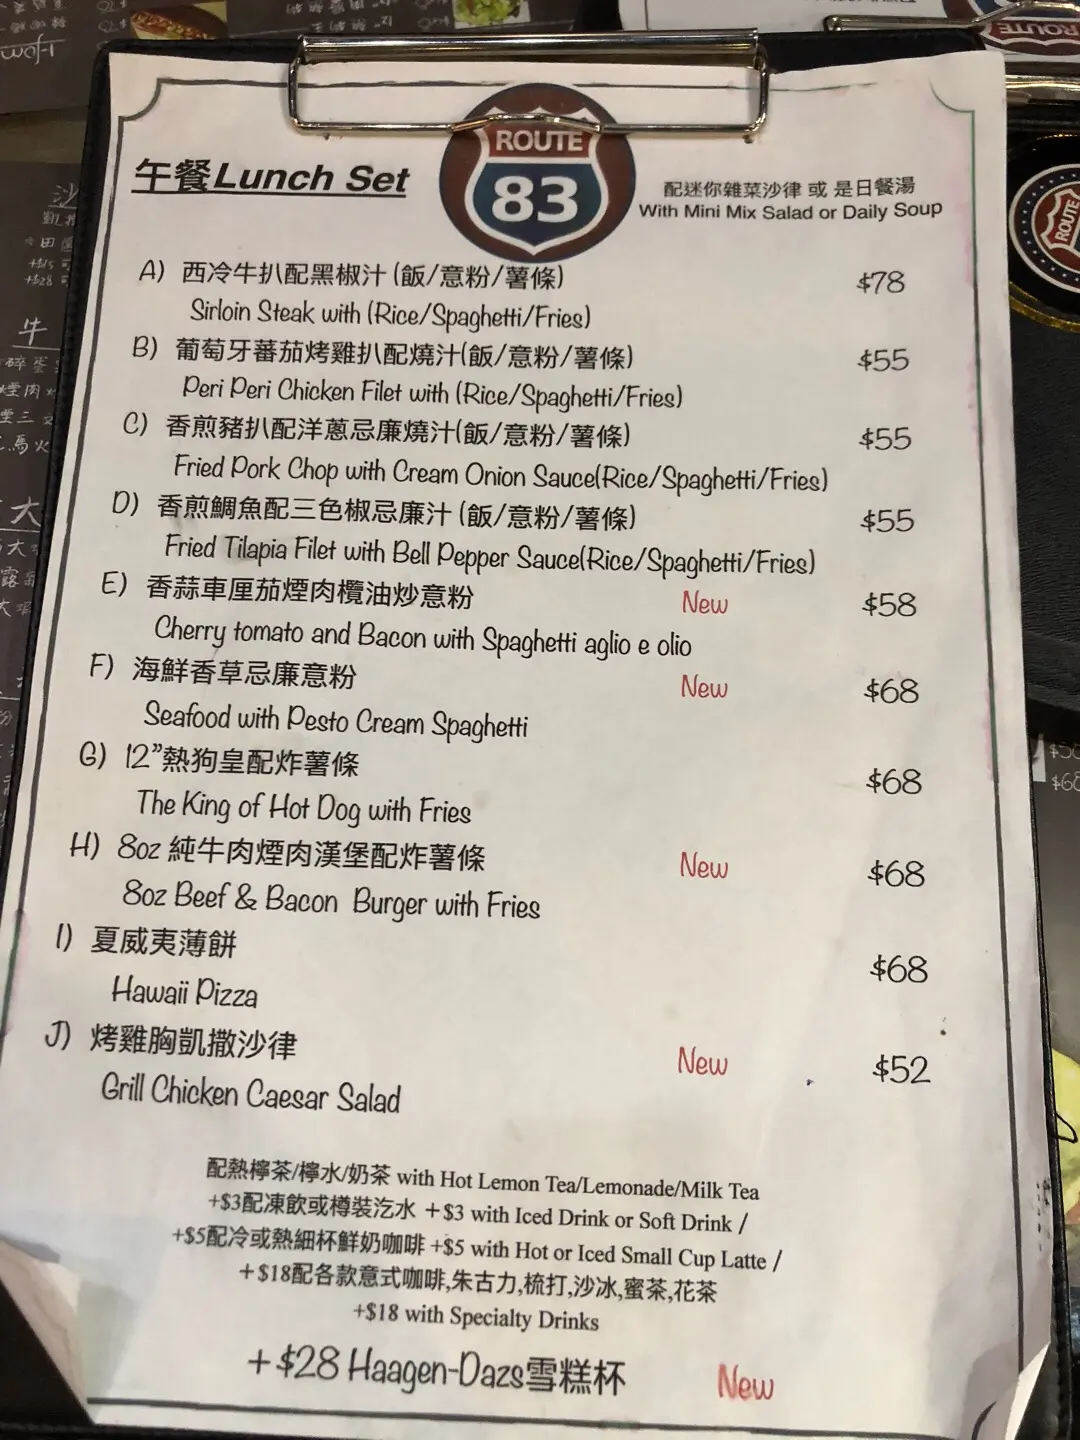 ROUTE
83
午餐Lunch Set
配迷你雜菜沙律 或 是日餐湯
With Mini Mix Salad or Daily Soup
A) 西冷牛扒配黑椒汁 (飯/意粉/薯條) $78
Sirloin Steak with (Rice/Spaghetti/Fries)
B) 葡萄牙蕃茄烤雞扒配燒汁(飯/意粉/薯條) $55
Peri Peri Chicken Filet with (Rice/Spaghetti/Fries)
C) 香煎豬扒配洋蔥忌廉燒汁(飯/意粉/薯條) $55
Fried Pork Chop with Cream Onion Sauce(Rice/Spaghetti/Fries)
D) 香煎鯛魚配三色椒忌廉汁 (飯/意粉/薯條) $55
Fried Tilapia Filet with Bell Pepper Sauce(Rice/Spaghetti/Fries)
E) 香蒜車厘茄煙肉欖油炒意粉 New $58
Cherry tomato and Bacon with Spaghetti aglio e olio
F) 海鮮香草忌廉意粉 New $68
Seafood with Pesto Cream Spaghetti
G) 12”熱狗皇配炸薯條 $68
The King of Hot Dog with Fries
H) 8oz 純牛肉煙肉漢堡配炸薯條 New $68
8oz Beef & Bacon Burger with Fries
I) 夏威夷薄餅 $68
Hawaii Pizza
J) 烤雞胸凱撒沙律 New $52
Grill Chicken Caesar Salad
配熱檸茶/檸水/奶茶 with Hot Lemon Tea/Lemonade/Milk Tea
+$3配凍飲或樽裝汽水 +$3 with Iced Drink or Soft Drink /
+$5配冷或熱細杯鮮奶咖啡 +$5 with Hot or Iced Small Cup Latte /
+$18配各款意式咖啡,朱古力,梳打,沙冰,蜜茶,花茶
+$18 with Specialty Drinks
+$28 Haagen-Dazs雪糕杯 New
ROUTE
ROUTE